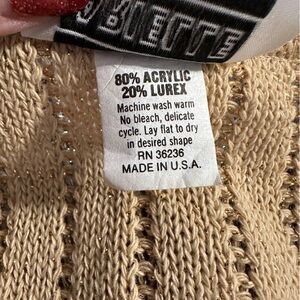 80% ACRYLIC
20% LUREX
Machine wash warm
No bleach, delicate
cycle. Lay flat to dry
in desired shape
RN 36236
MADE IN U.S.A.